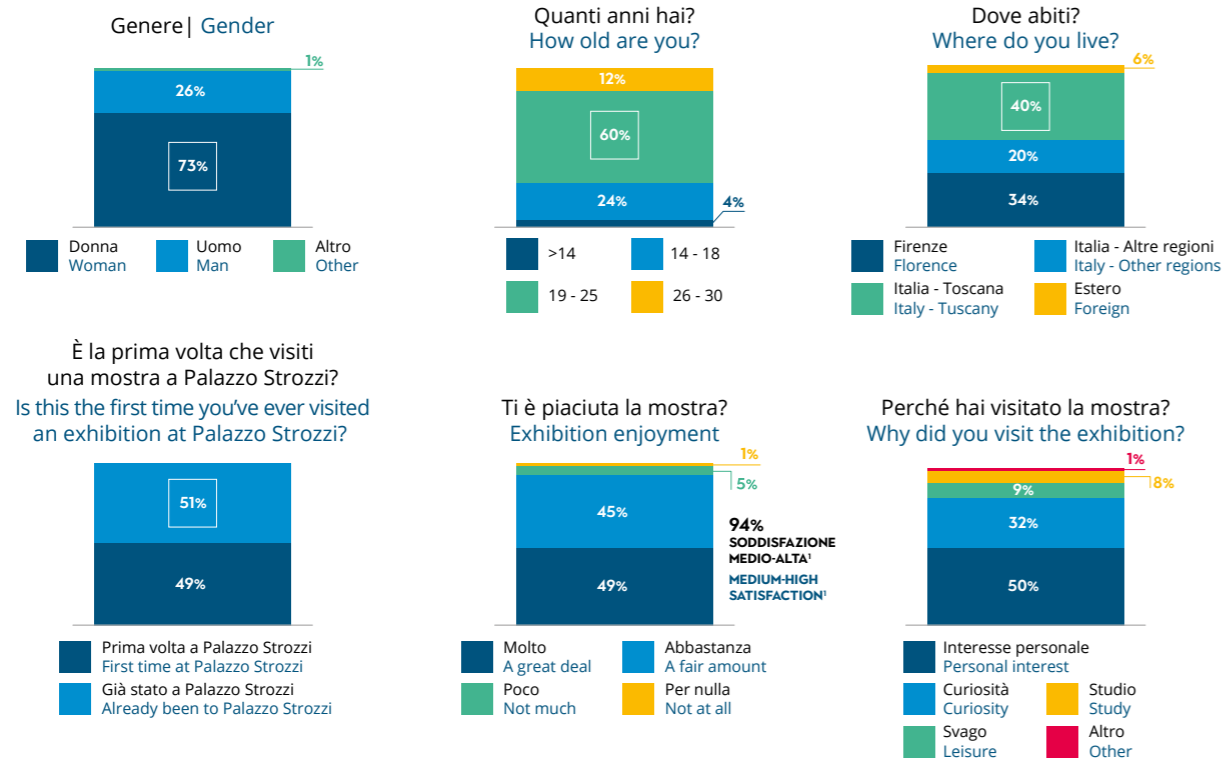 Genere| Gender
1%
26%
73%
Donna
Woman
Uomo
Man
Altro
Other
Quanti anni hai?
How old are you?
12%
60%
24%
4%
>14
14 - 18
19 - 25
26 - 30
Dove abiti?
Where do you live?
6%
40%
20%
34%
Firenze
Florence
Italia - Altre regioni
Italy - Other regions
Italia - Toscana
Italy - Tuscany
Estero
Foreign
È la prima volta che visiti
una mostra a Palazzo Strozzi?
Is this the first time you’ve ever visited
an exhibition at Palazzo Strozzi?
51%
49%
Prima volta a Palazzo Strozzi
First time at Palazzo Strozzi
Già stato a Palazzo Strozzi
Already been to Palazzo Strozzi
Ti è piaciuta la mostra?
Exhibition enjoyment
1%
5%
45%
49%
94%
SODDISFAZIONE
MEDIO-ALTA¹
MEDIUM-HIGH
SATISFACTION¹
Molto
A great deal
Abbastanza
A fair amount
Poco
Not much
Per nulla
Not at all
Perché hai visitato la mostra?
Why did you visit the exhibition?
1%
8%
9%
32%
50%
Interesse personale
Personal interest
Curiosità
Curiosity
Studio
Study
Svago
Leisure
Altro
Other